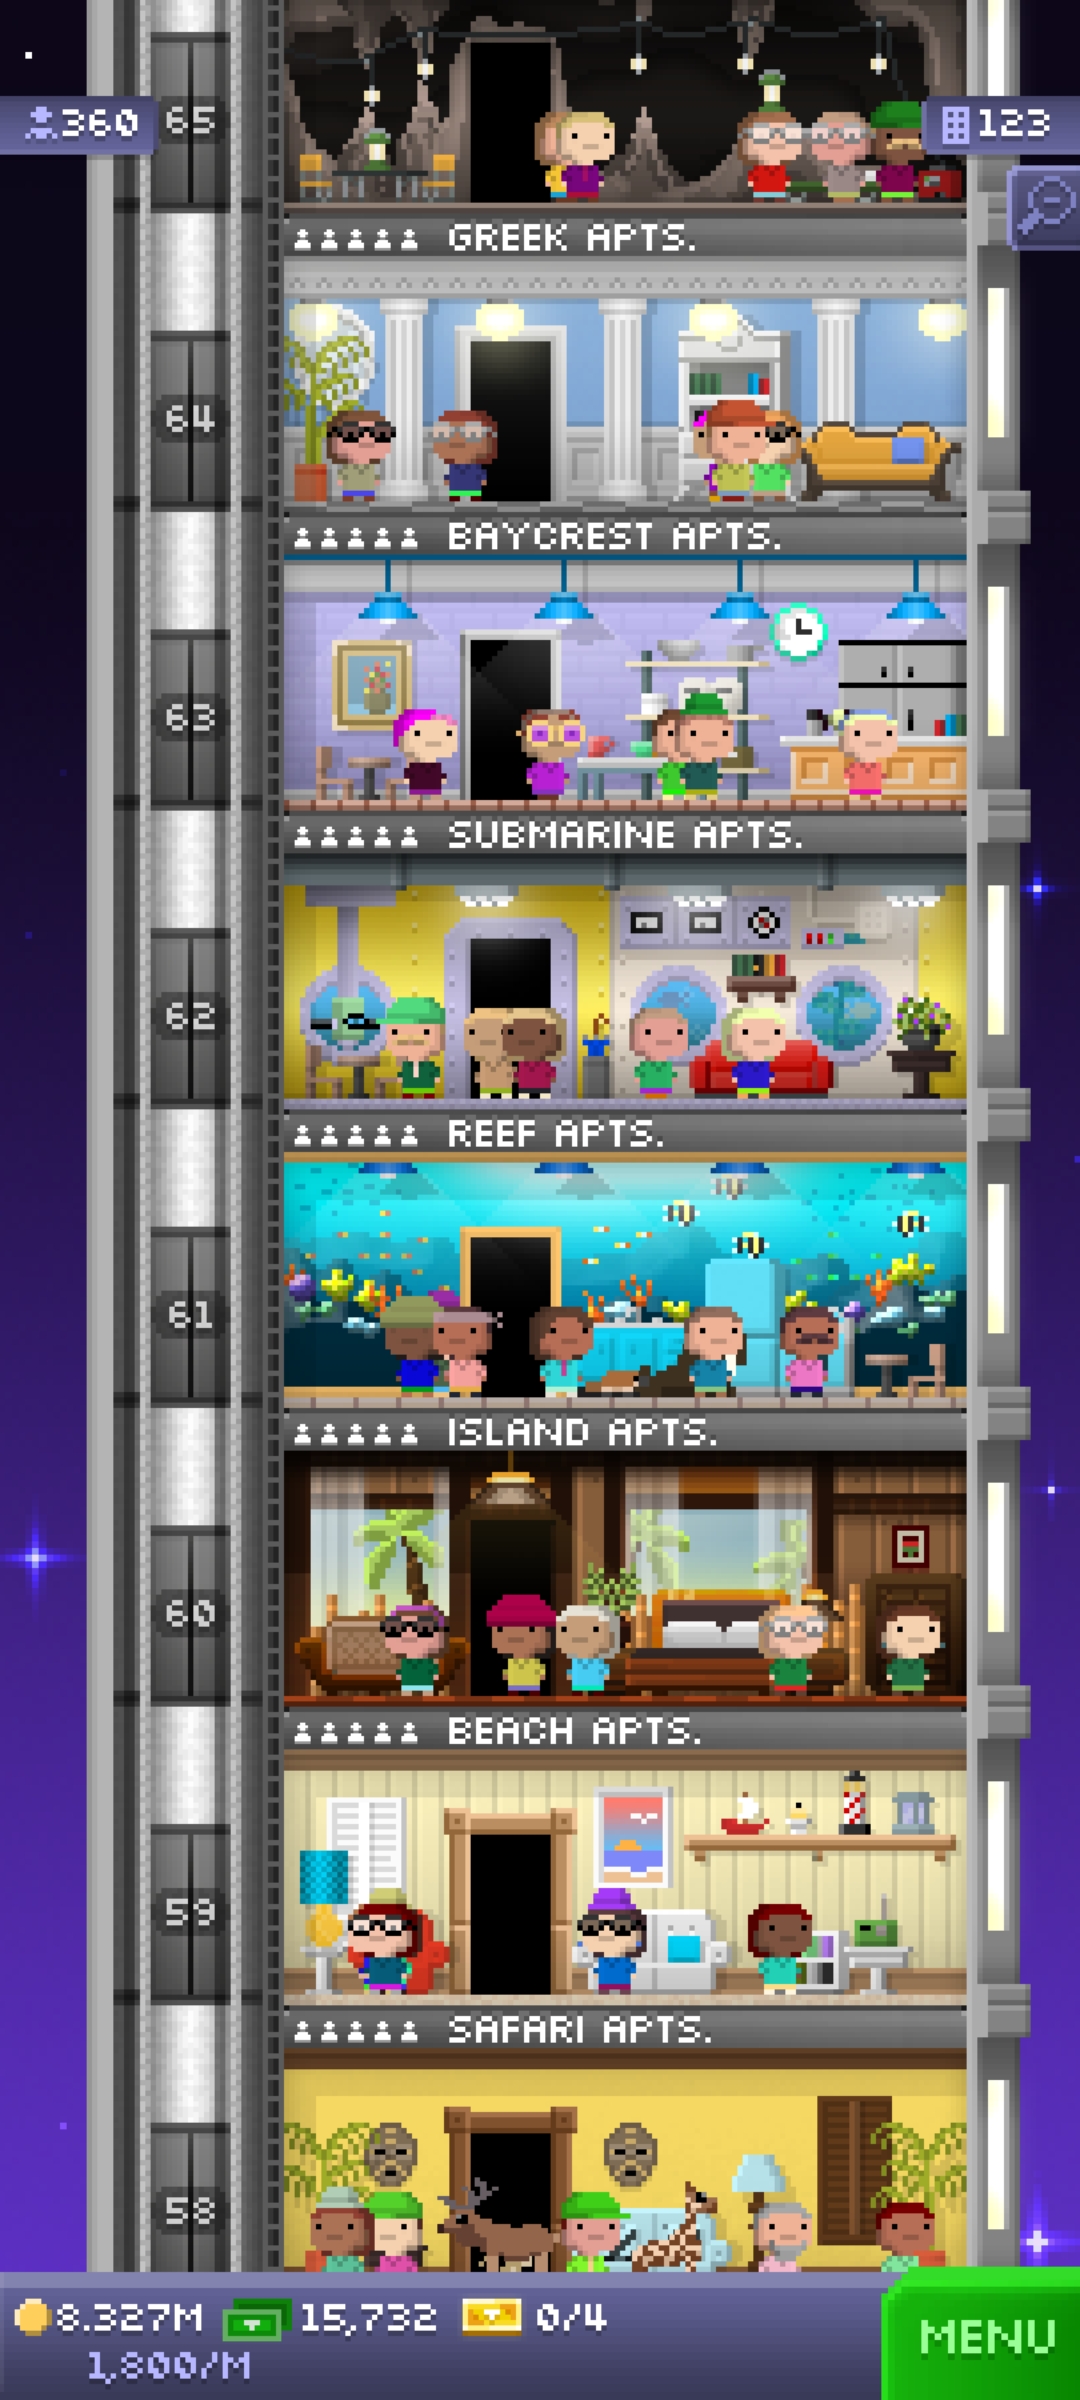 65
360
123
GREEK APTS.
64
BAYCREST APTS.
63
SUBMARINE APTS.
62
REEF APTS.
61
ISLAND APTS.
60
BEACH APTS.
59
SAFARI APTS.
58
8.327M 15,732 0/4
1,800/M
MENU